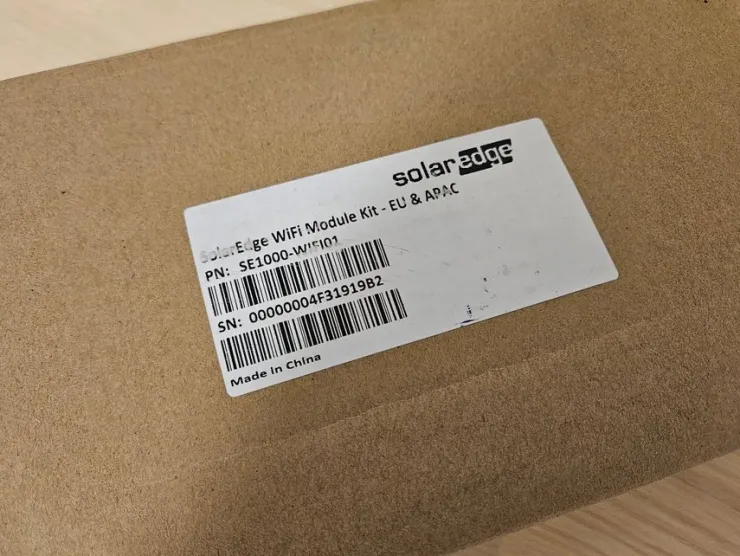 solaredge
SolarEdge WiFi Module Kit - EU & APAC
PN: SE1000-WIFI01
SN: 00000004F31919B2
Made in China